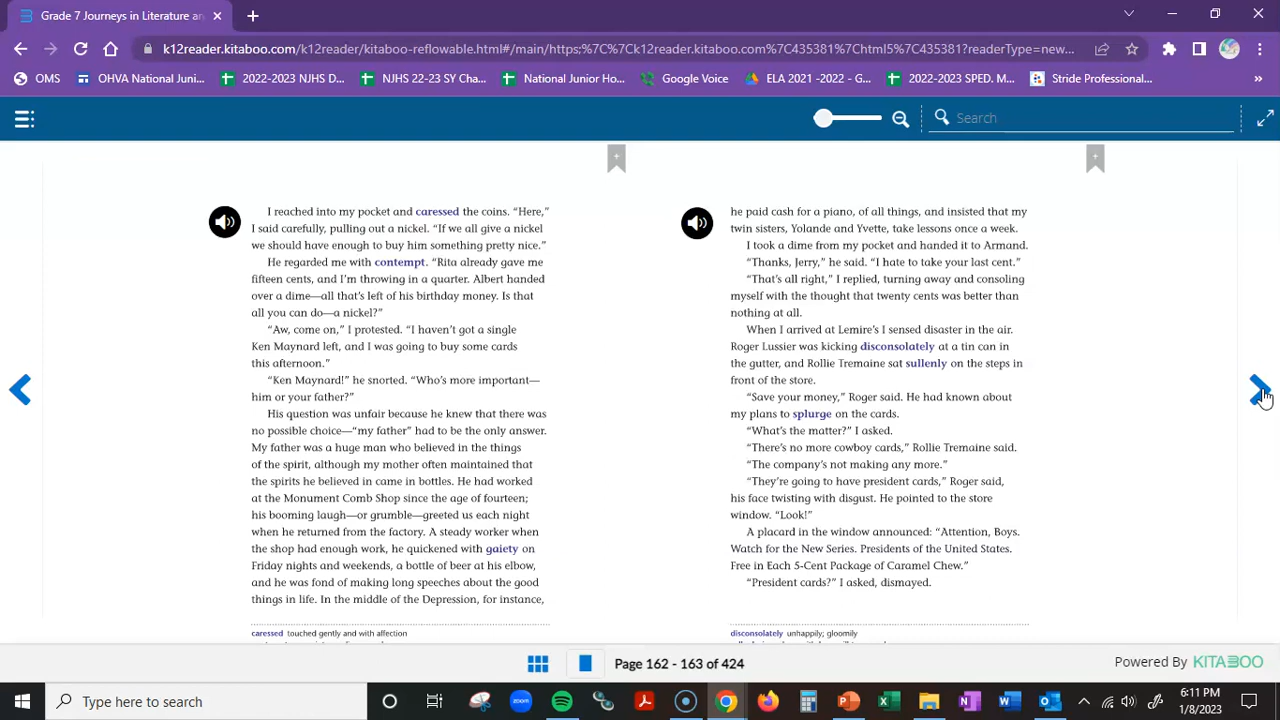 Grade 7 Journeys in Literature an
k12reader.kitaboo.com/k12reader/kitaboo-reflowable.html#/main/https;%7C%7Ck12reader.kitaboo.com%7C435381%7Chtml5%7C435381?readerType=new...
OMS
OHVA National Juni...
2022-2023 NJHS D...
NJHS 22-23 SY Cha...
National Junior Ho...
Google Voice
ELA 2021 -2022 - G...
2022-2023 SPED. M...
Stride Professional...
»
Search
I reached into my pocket and caressed the coins. “Here,”
I said carefully, pulling out a nickel. “If we all give a nickel
we should have enough to buy him something pretty nice.”
He regarded me with contempt. “Rita already gave me
fifteen cents, and I’m throwing in a quarter. Albert handed
over a dime—all that’s left of his birthday money. Is that
all you can do—a nickel?”
“Aw, come on,” I protested. “I haven’t got a single
Ken Maynard left, and I was going to buy some cards
this afternoon.”
“Ken Maynard!” he snorted. “Who’s more important—
him or your father?”
His question was unfair because he knew that there was
no possible choice—“my father” had to be the only answer.
My father was a huge man who believed in the things
of the spirit, although my mother often maintained that
the spirits he believed in came in bottles. He had worked
at the Monument Comb Shop since the age of fourteen;
his booming laugh—or grumble—greeted us each night
when he returned from the factory. A steady worker when
the shop had enough work, he quickened with gaiety on
Friday nights and weekends, a bottle of beer at his elbow,
and he was fond of making long speeches about the good
things in life. In the middle of the Depression, for instance,
caressed touched gently and with affection
he paid cash for a piano, of all things, and insisted that my
twin sisters, Yolande and Yvette, take lessons once a week.
I took a dime from my pocket and handed it to Armand.
“Thanks, Jerry,” he said. “I hate to take your last cent.”
“That’s all right,” I replied, turning away and consoling
myself with the thought that twenty cents was better than
nothing at all.
When I arrived at Lemire’s I sensed disaster in the air.
Roger Lussier was kicking disconsolately at a tin can in
the gutter, and Rollie Tremaine sat sullenly on the steps in
front of the store.
“Save your money,” Roger said. He had known about
my plans to splurge on the cards.
“What’s the matter?” I asked.
“There’s no more cowboy cards,” Rollie Tremaine said.
“The company’s not making any more.”
“They’re going to have president cards,” Roger said,
his face twisting with disgust. He pointed to the store
window. “Look!”
A placard in the window announced: “Attention, Boys.
Watch for the New Series. Presidents of the United States.
Free in Each 5-Cent Package of Caramel Chew.”
“President cards?” I asked, dismayed.
disconsolately unhappily; gloomily
Page 162 - 163 of 424
Powered By KITABOO
Type here to search
zoom
6:11 PM
1/8/2023